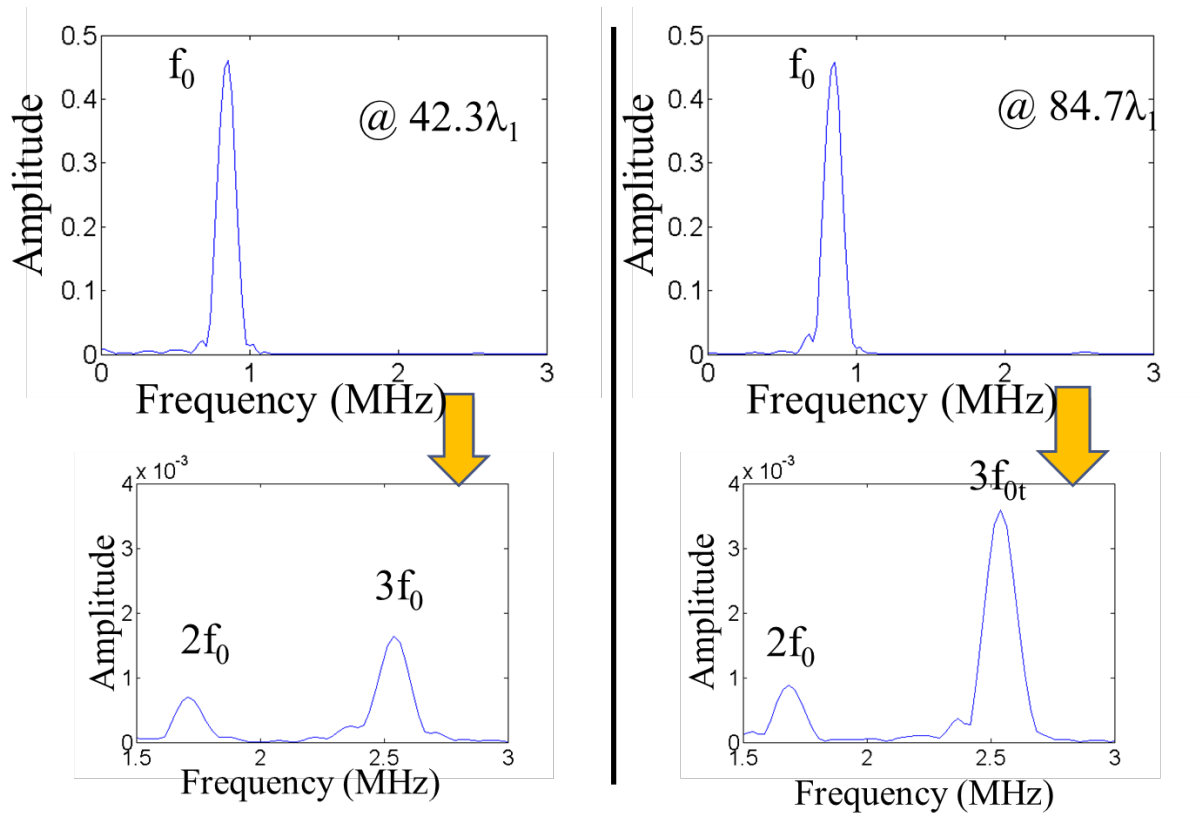 f₀
@ 42.3λ₁
Amplitude
0.5
0.4
0.3
0.2
0.1
0
0 1 2 3
Frequency (MHz)
f₀
@ 84.7λ₁
Amplitude
0.5
0.4
0.3
0.2
0.1
0
0 1 2 3
Frequency (MHz)
x 10⁻³
2f₀
3f₀
Amplitude
4
3
2
1
0
1.5 2 2.5 3
Frequency (MHz)
x 10⁻³
2f₀
3f₀ₜ
Amplitude
4
3
2
1
0
1.5 2 2.5 3
Frequency (MHz)